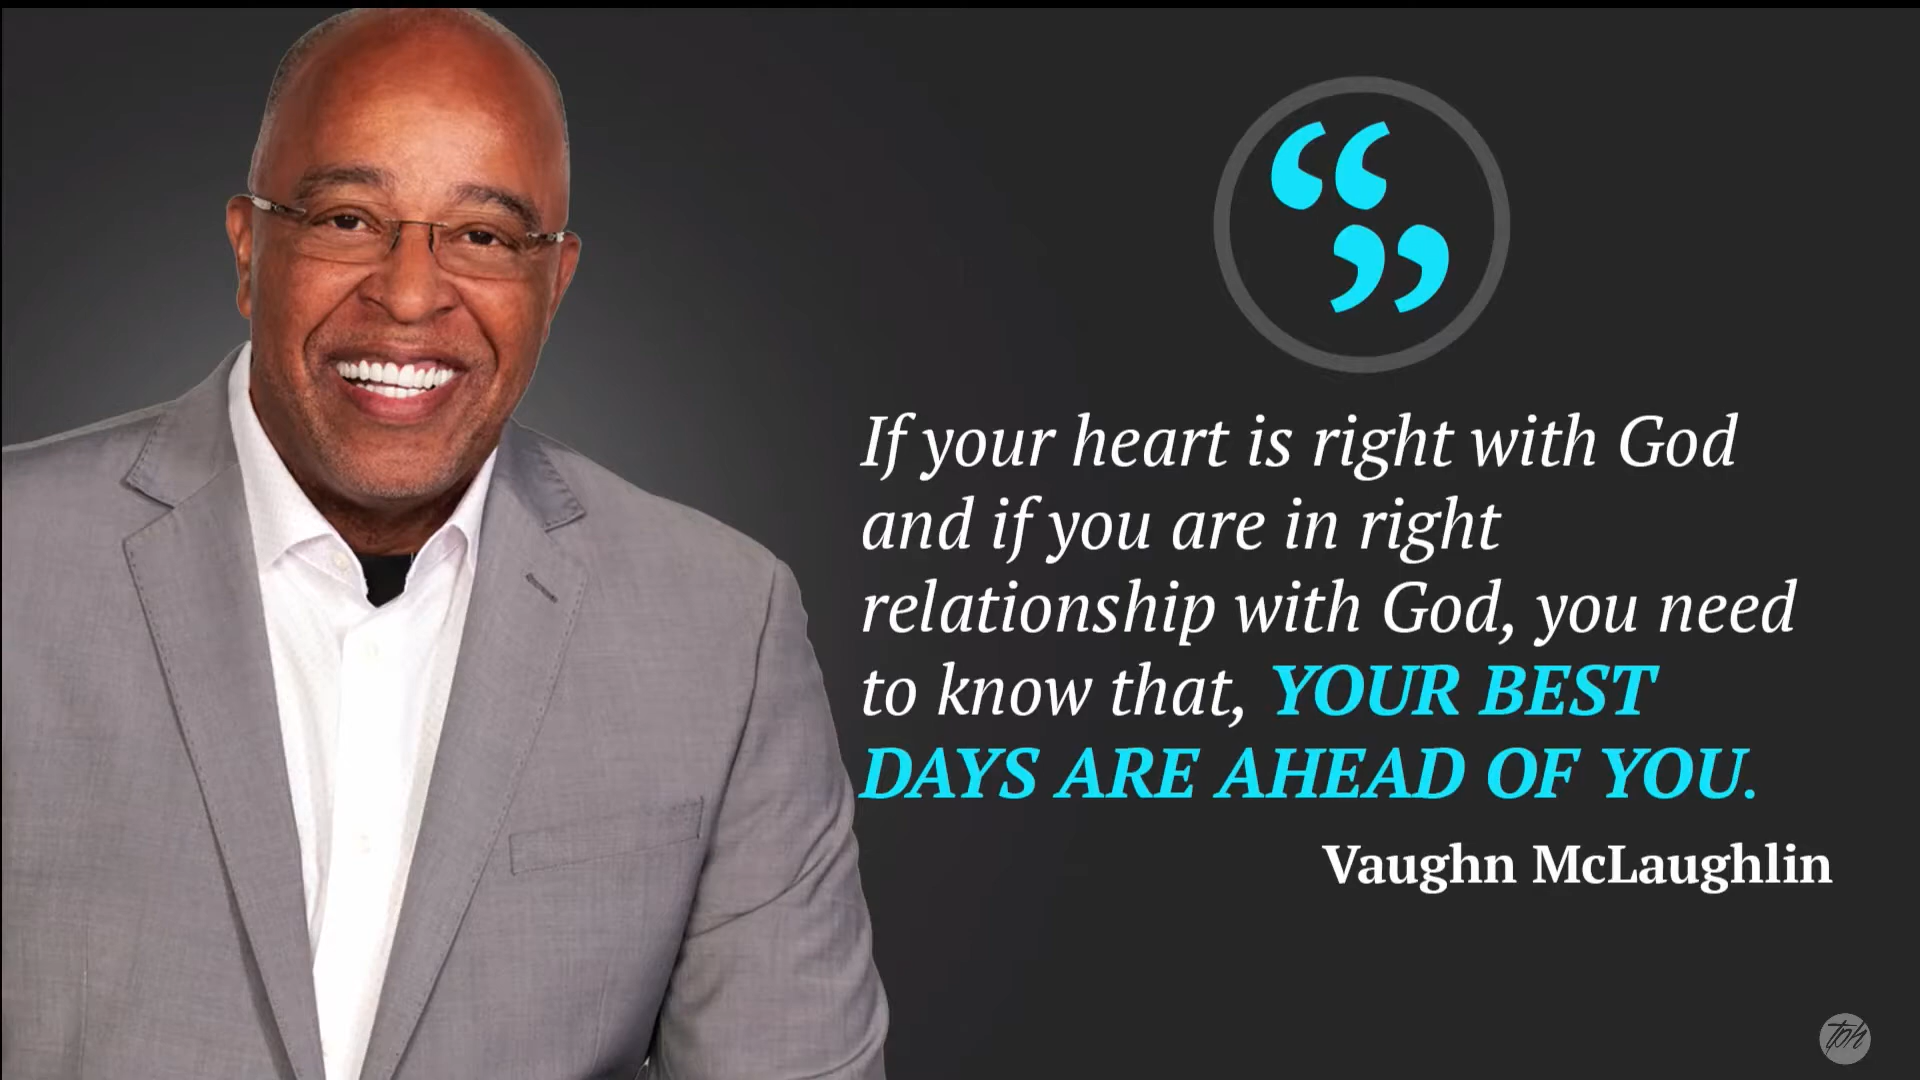 If your heart is right with God
and if you are in right
relationship with God, you need
to know that, YOUR BEST
DAYS ARE AHEAD OF YOU.
Vaughn McLaughlin
tph